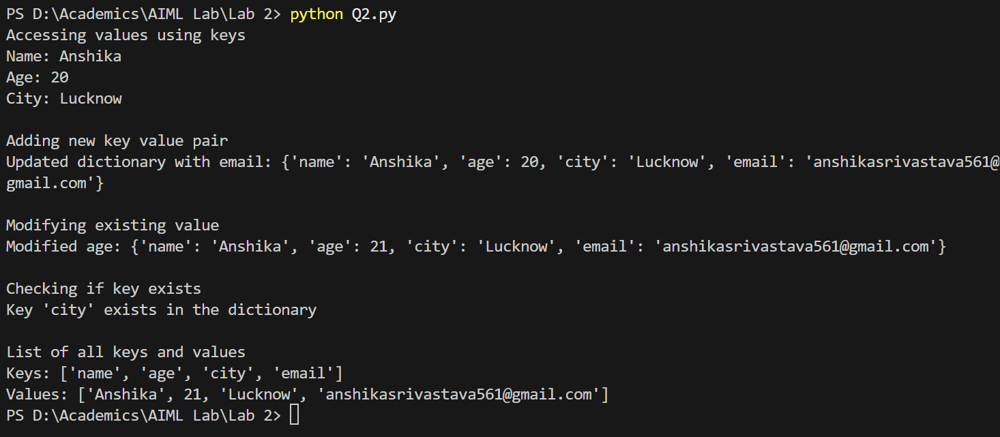 PS D:\Academics\AIML Lab\Lab 2> python Q2.py
Accessing values using keys
Name: Anshika
Age: 20
City: Lucknow
Adding new key value pair
Updated dictionary with email: {'name': 'Anshika', 'age': 20, 'city': 'Lucknow', 'email': 'anshikasrivastava561@
gmail.com'}
Modifying existing value
Modified age: {'name': 'Anshika', 'age': 21, 'city': 'Lucknow', 'email': 'anshikasrivastava561@gmail.com'}
Checking if key exists
Key 'city' exists in the dictionary
List of all keys and values
Keys: ['name', 'age', 'city', 'email']
Values: ['Anshika', 21, 'Lucknow', 'anshikasrivastava561@gmail.com']
PS D:\Academics\AIML Lab\Lab 2>